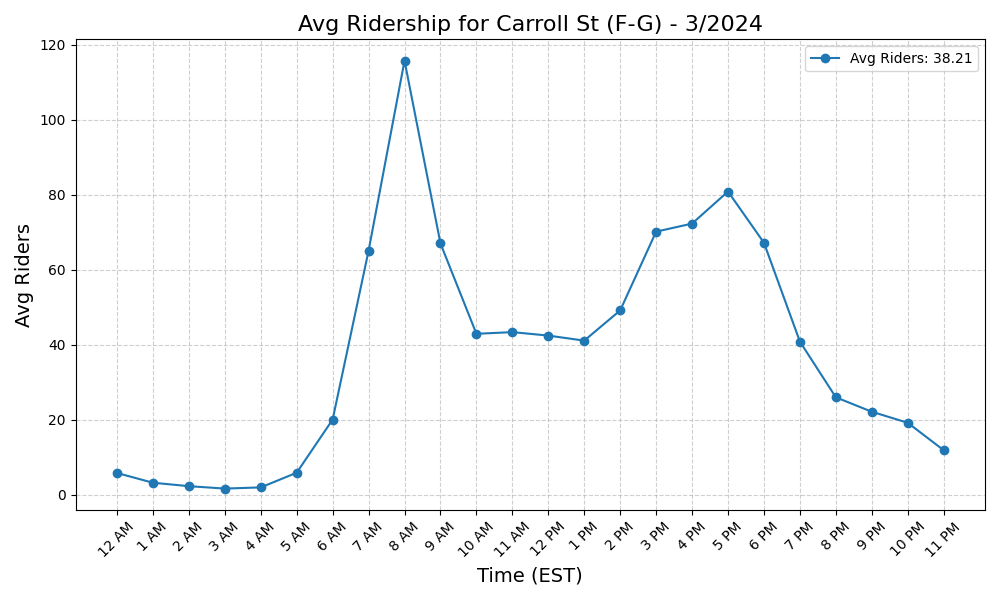 Avg Ridership for Carroll St (F-G) - 3/2024
Avg Riders: 38.21
Avg Riders
120
100
80
60
40
20
0
12 AM
1 AM
2 AM
3 AM
4 AM
5 AM
6 AM
7 AM
8 AM
9 AM
10 AM
11 AM
12 PM
1 PM
2 PM
3 PM
4 PM
5 PM
6 PM
7 PM
8 PM
9 PM
10 PM
11 PM
Time (EST)